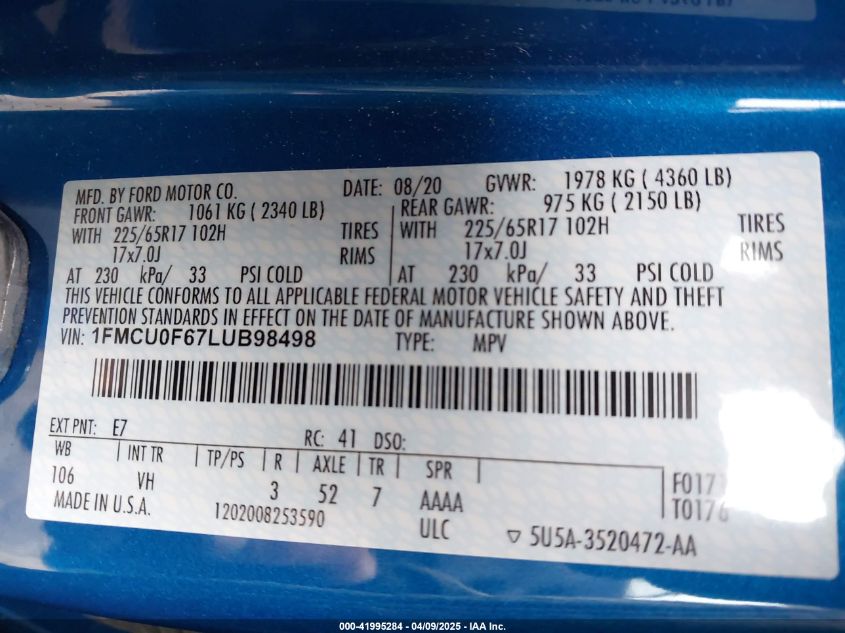 MFD. BY FORD MOTOR CO. DATE: 08/20 GVWR: 1978 KG ( 4360 LB)
FRONT GAWR: 1061 KG ( 2340 LB) REAR GAWR: 975 KG ( 2150 LB)
WITH 225/65R17 102H TIRES WITH 225/65R17 102H TIRES
17x7.0J RIMS 17x7.0J RIMS
AT 230 kPa/ 33 PSI COLD AT 230 kPa/ 33 PSI COLD
THIS VEHICLE CONFORMS TO ALL APPLICABLE FEDERAL MOTOR VEHICLE SAFETY AND THEFT
PREVENTION STANDARDS IN EFFECT ON THE DATE OF MANUFACTURE SHOWN ABOVE.
VIN: 1FMCU0F67LUB98498 TYPE: MPV
EXT PNT: E7 RC: 41 DSO:
WB INT TR TP/PS R AXLE TR SPR
106 VH 3 52 7 AAAA F0171
MADE IN U.S.A. 1202008253590 ULC T0176
5U5A-3520472-AA
000-41995284 / 04/09/2025 - IAA Inc.